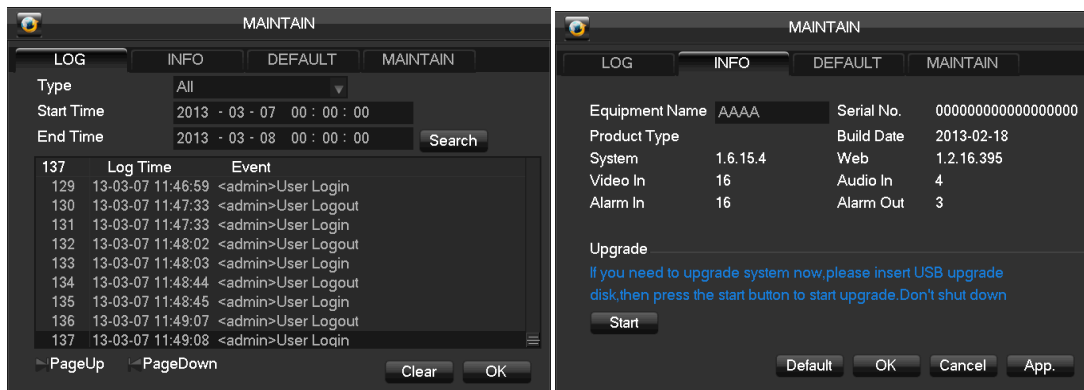 MAINTAIN
LOG INFO DEFAULT MAINTAIN
Type All
Start Time 2013 - 03 - 07 00 : 00 : 00
End Time 2013 - 03 - 08 00 : 00 : 00 Search
137 Log Time Event
129 13-03-07 11:46:59 <admin>User Login
130 13-03-07 11:47:33 <admin>User Logout
131 13-03-07 11:47:33 <admin>User Login
132 13-03-07 11:48:02 <admin>User Logout
133 13-03-07 11:48:03 <admin>User Login
134 13-03-07 11:48:44 <admin>User Logout
135 13-03-07 11:48:45 <admin>User Login
136 13-03-07 11:49:07 <admin>User Logout
137 13-03-07 11:49:08 <admin>User Login
PageUp PageDown
Clear OK
MAINTAIN
LOG INFO DEFAULT MAINTAIN
Equipment Name AAAA Serial No. 000000000000000000
Product Type Build Date 2013-02-18
System 1.6.15.4 Web 1.2.16.395
Video In 16 Audio In 4
Alarm In 16 Alarm Out 3
Upgrade
If you need to upgrade system now,please insert USB upgrade
disk,then press the start button to start upgrade.Don't shut down
Start
Default OK Cancel App.